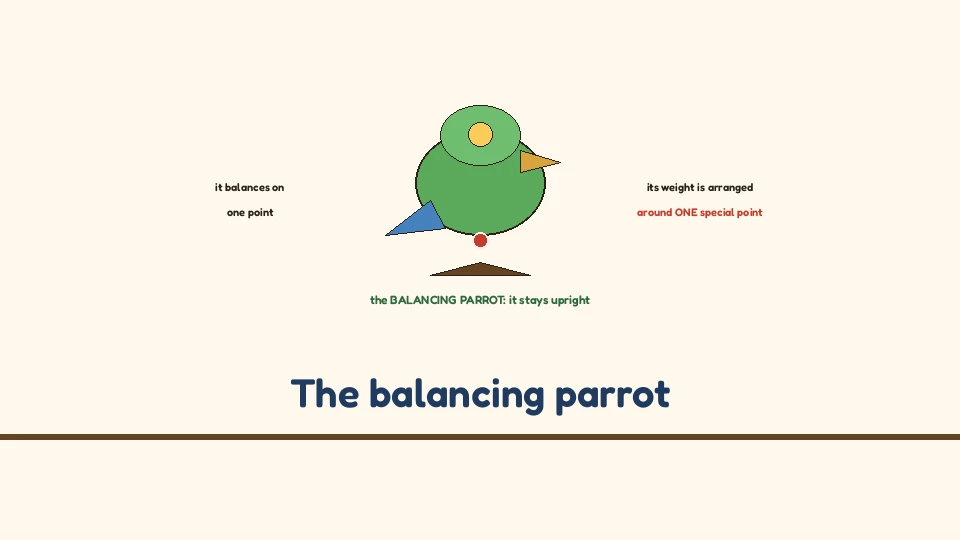 it balances on
one point
its weight is arranged
around ONE special point
the BALANCING PARROT: it stays upright
The balancing parrot